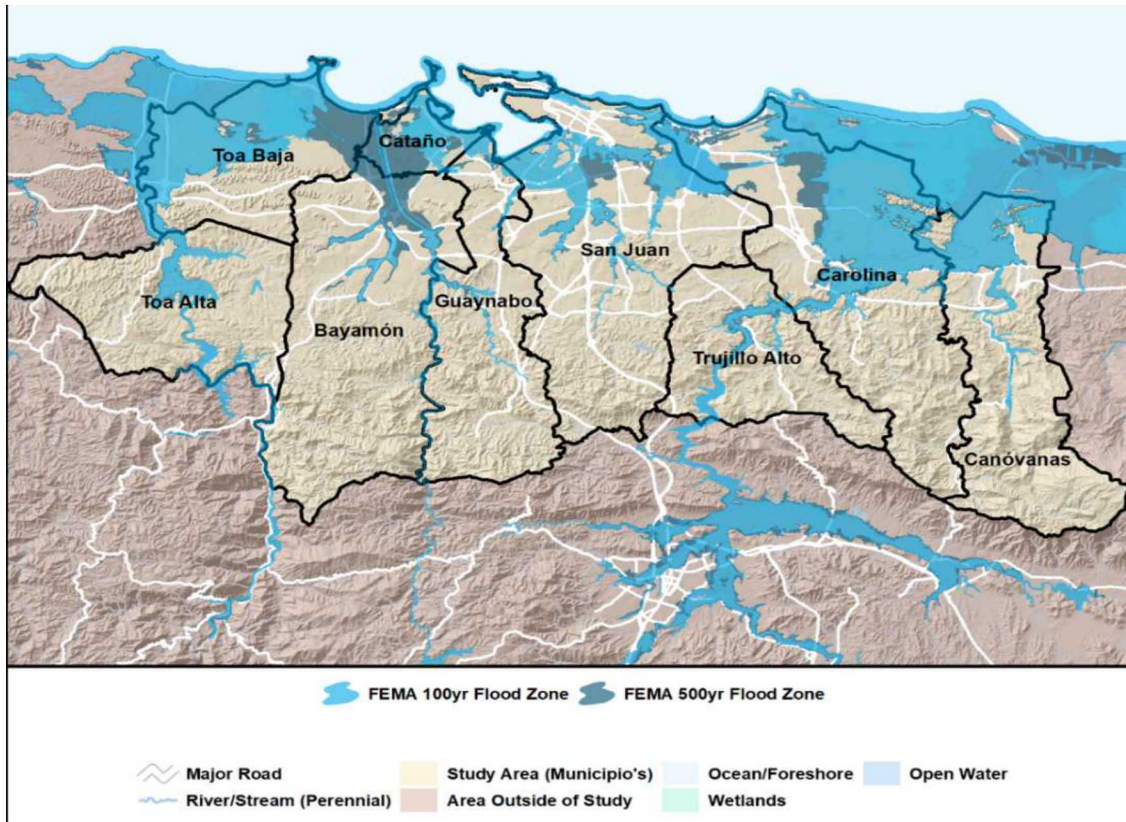 Cataño
Toa Baja
San Juan
Carolina
Toa Alta
Guaynabo
Bayamón
Trujillo Alto
Canóvanas
FEMA 100yr Flood Zone FEMA 500yr Flood Zone
Major Road Study Area (Municipio's) Ocean/Foreshore Open Water
River/Stream (Perennial) Area Outside of Study Wetlands